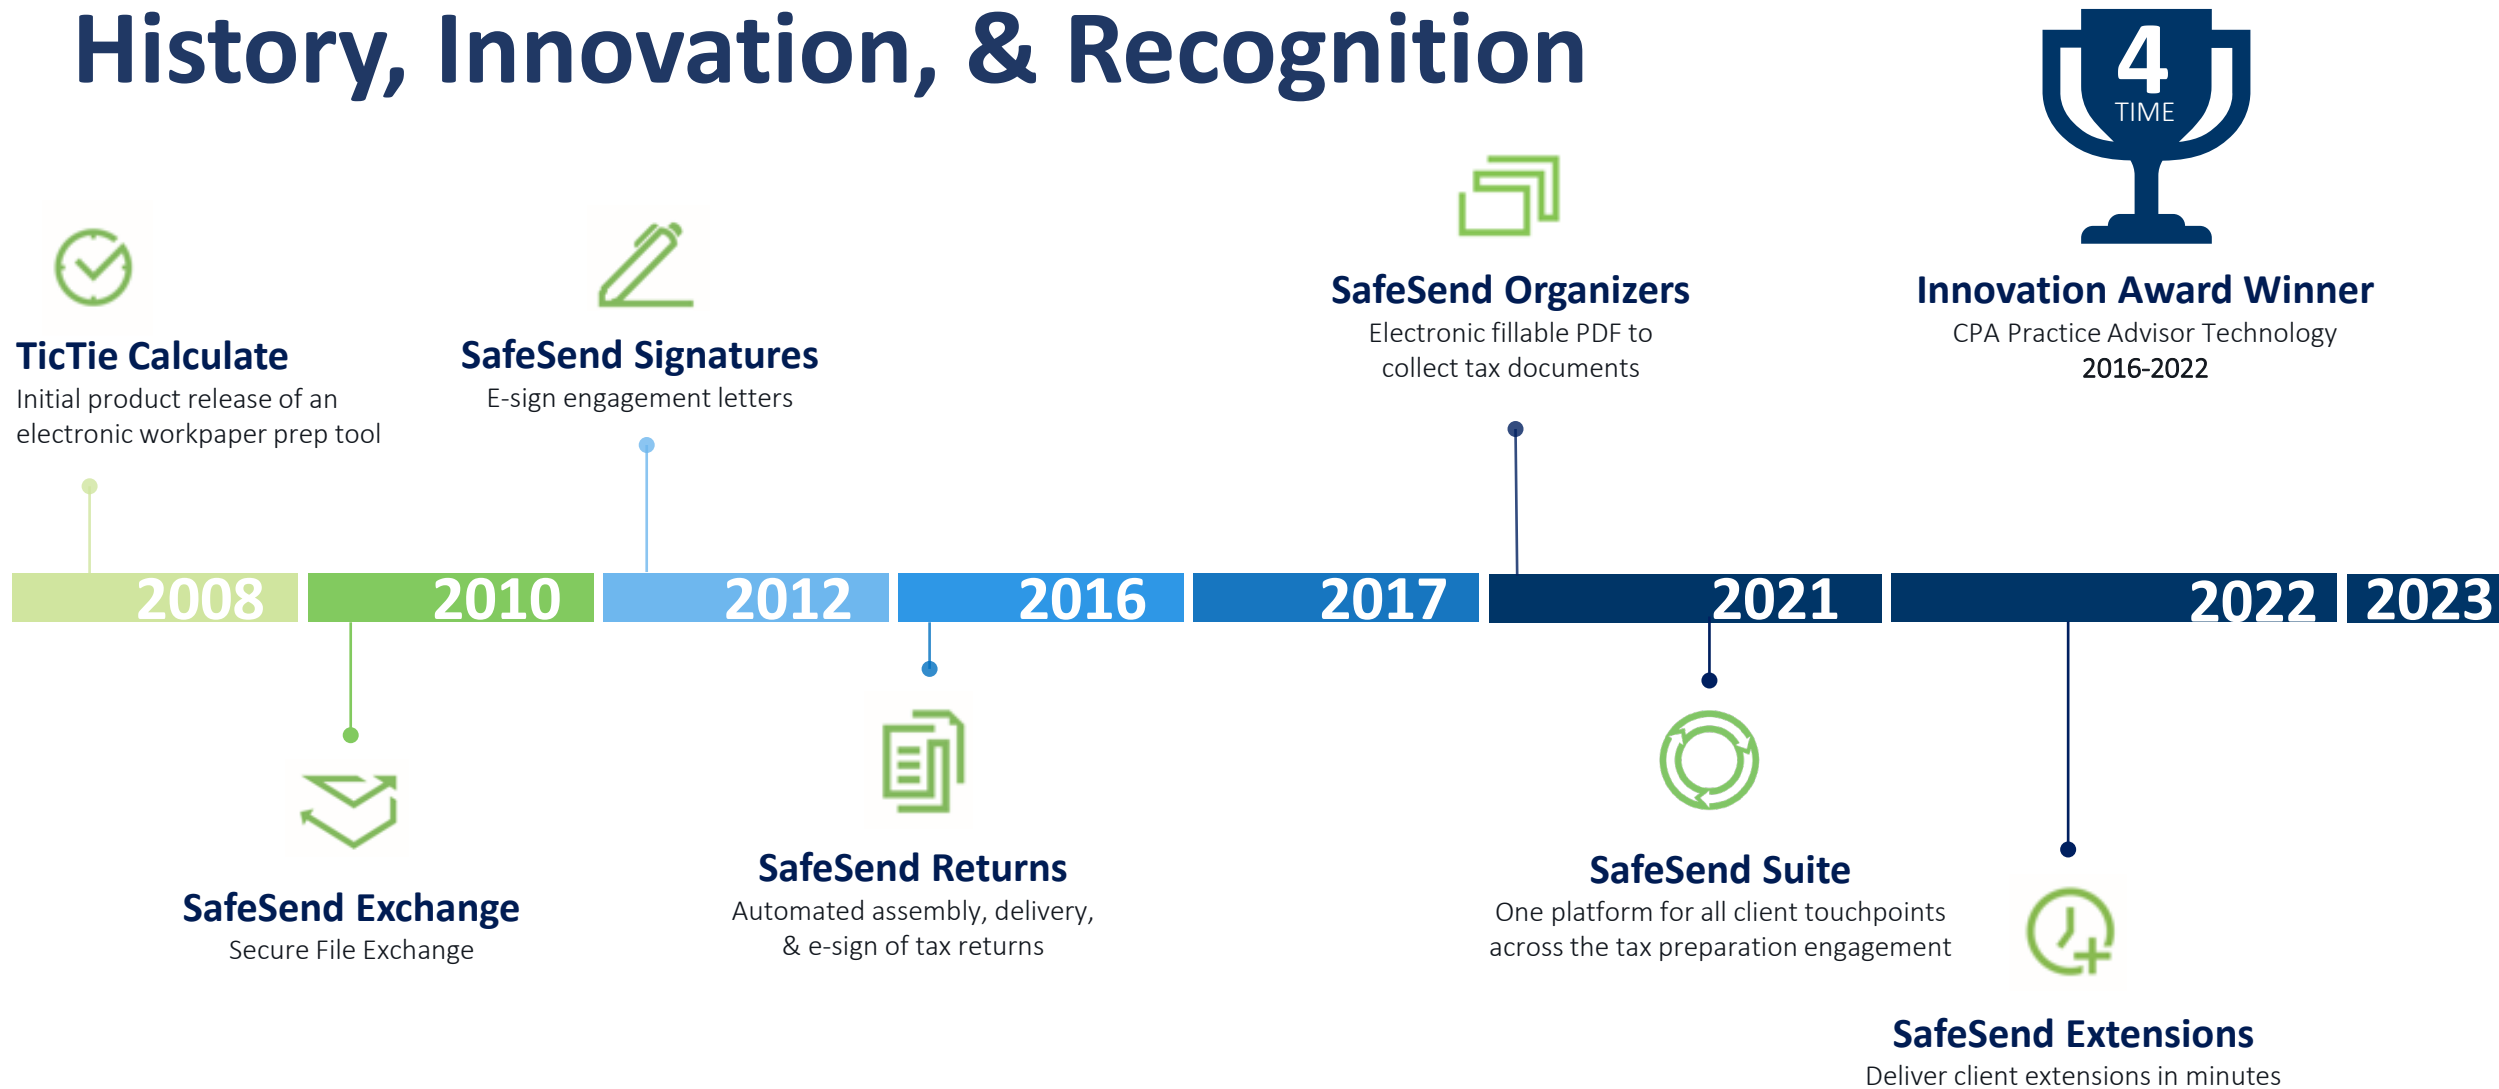 History, Innovation, & Recognition
4
TIME
Innovation Award Winner
CPA Practice Advisor Technology
2016-2022
TicTie Calculate
Initial product release of an
electronic workpaper prep tool
SafeSend Signatures
E-sign engagement letters
SafeSend Organizers
Electronic fillable PDF to
collect tax documents
2008
2010
2012
2016
2017
2021
2022
2023
SafeSend Exchange
Secure File Exchange
SafeSend Returns
Automated assembly, delivery,
& e-sign of tax returns
SafeSend Suite
One platform for all client touchpoints
across the tax preparation engagement
SafeSend Extensions
Deliver client extensions in minutes